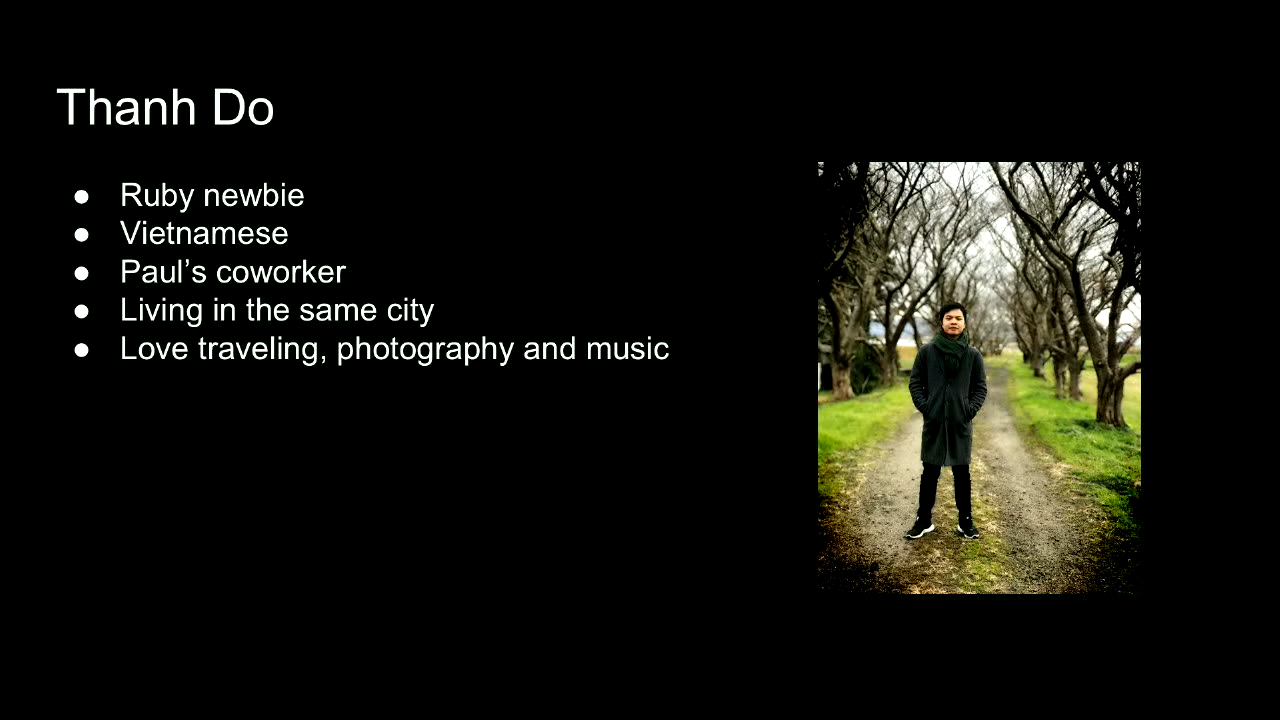 Thanh Do
● Ruby newbie
● Vietnamese
● Paul’s coworker
● Living in the same city
● Love traveling, photography and music